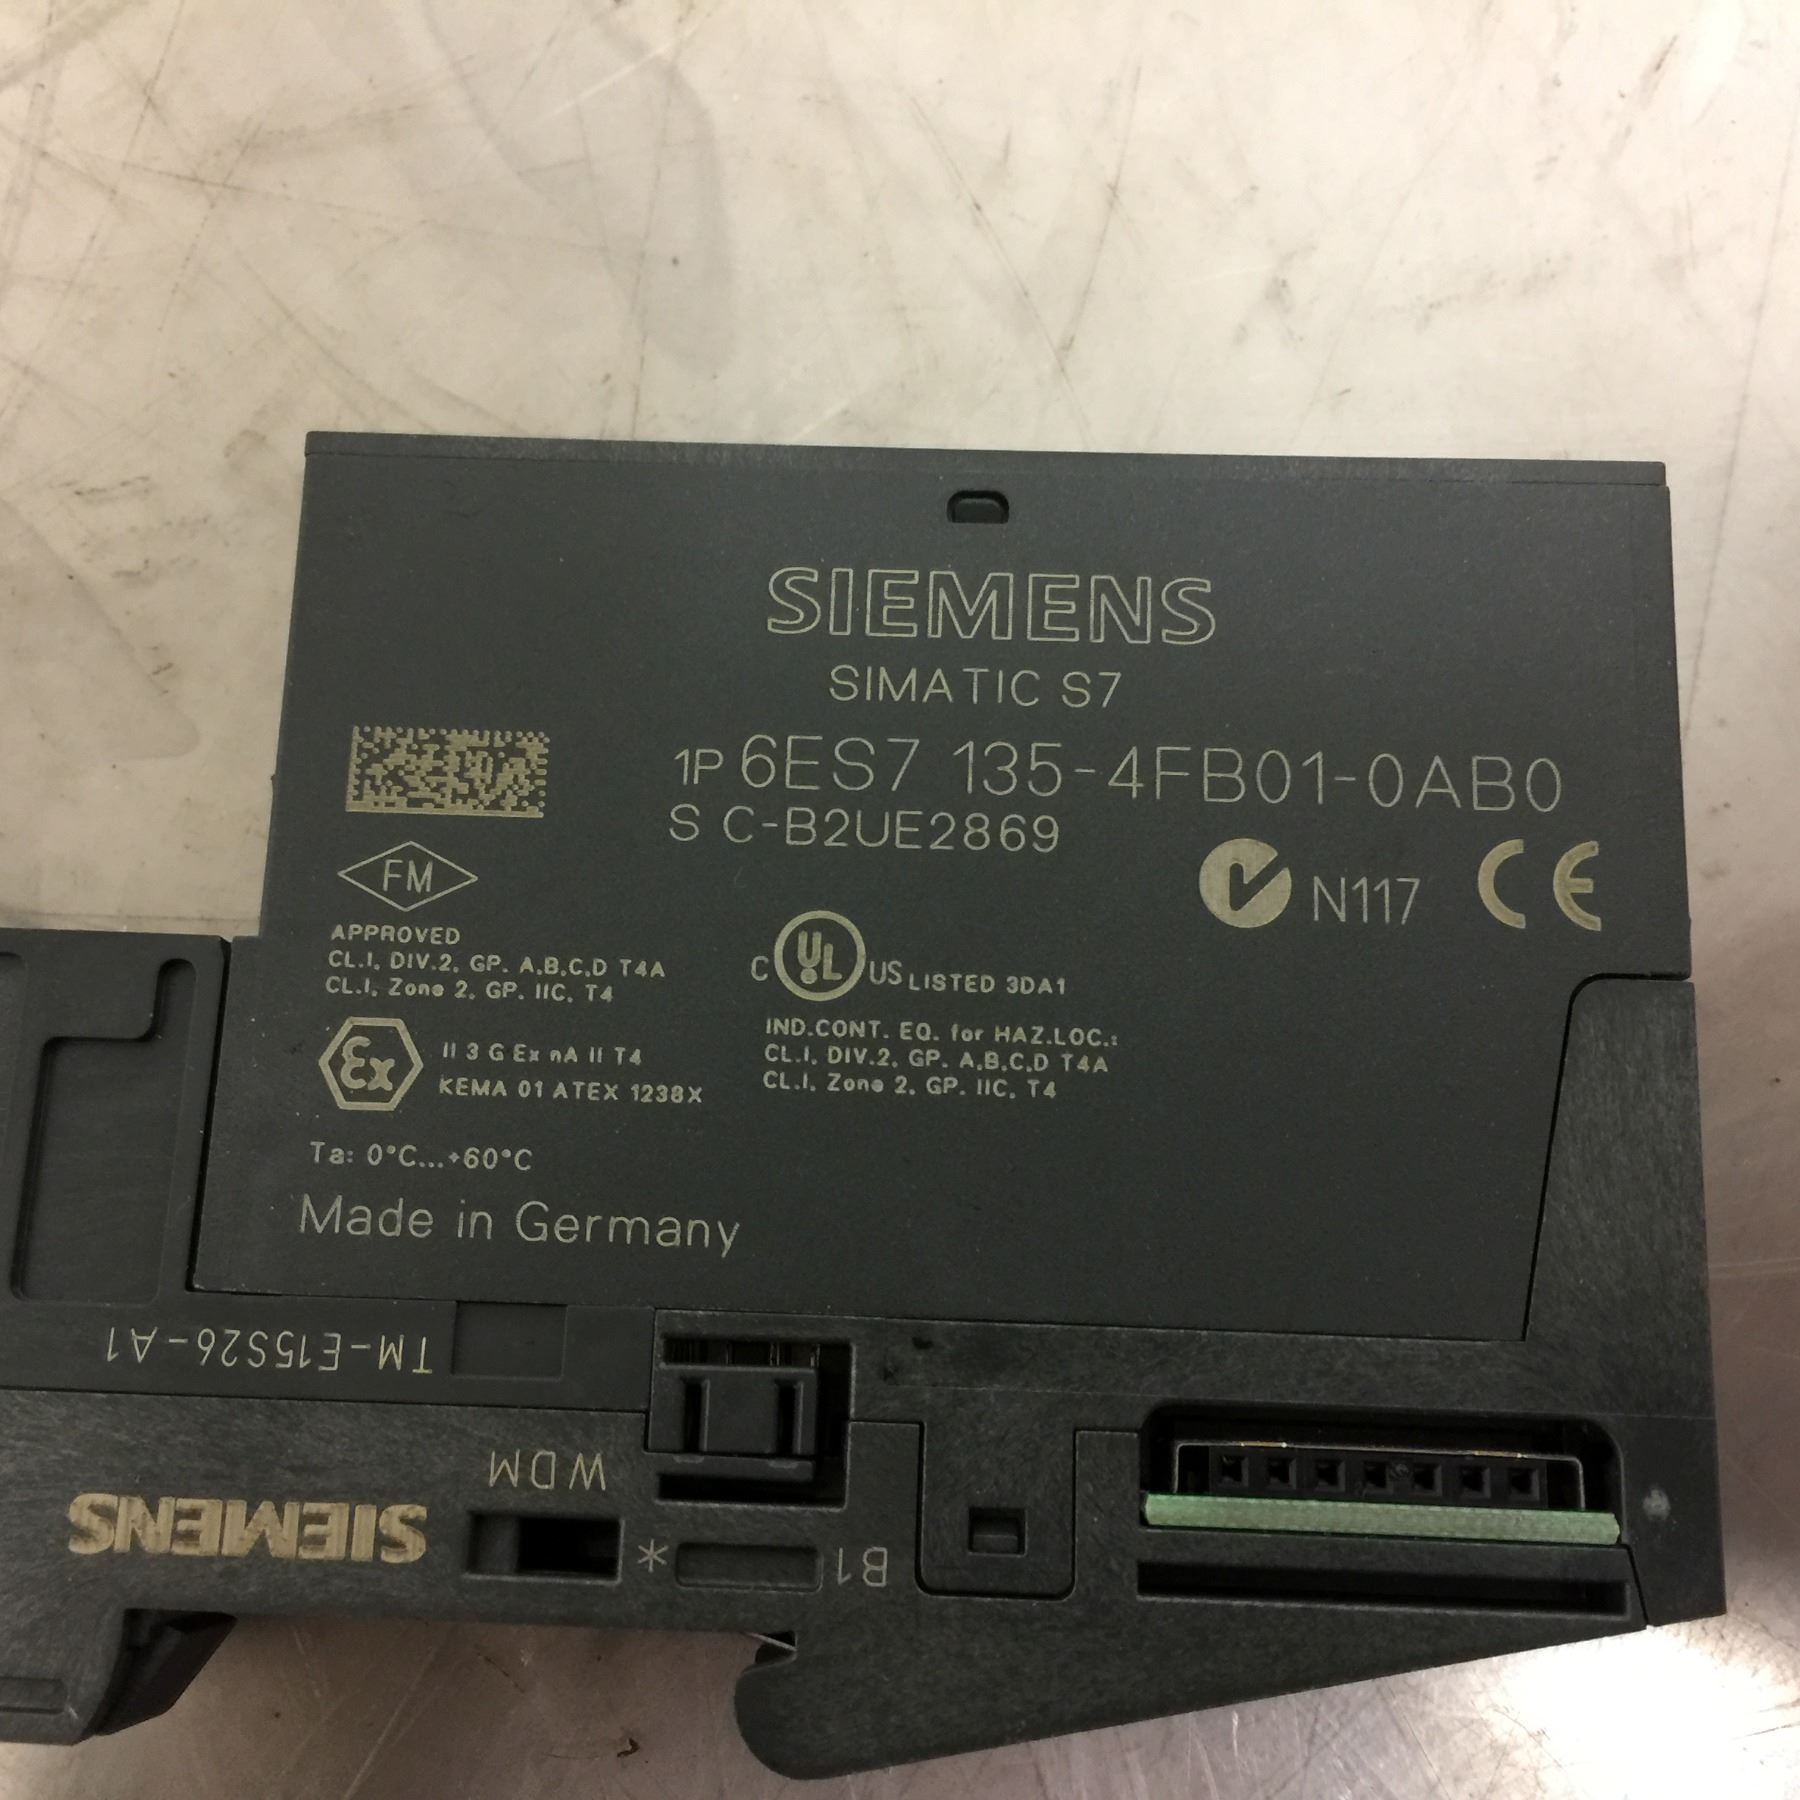 SIEMENS
SIMATIC S7
1P 6ES7 135-4FB01-0AB0
S C-B2UE2869
N117 CE
FM
APPROVED
CL.I, DIV.2, GP. A,B,C,D T4A
CL.I, Zone 2, GP. IIC, T4
C UL US LISTED 3DA1
IND.CONT. EQ. for HAZ.LOC.:
CL.I, DIV.2, GP. A,B,C,D T4A
CL.I, Zone 2, GP. IIC, T4
Ex II 3 G Ex nA II T4
KEMA 01 ATEX 1238X
Ta: 0°C...+60°C
Made in Germany
TM-E15S26-A1
WDM
SIEMENS
* B1